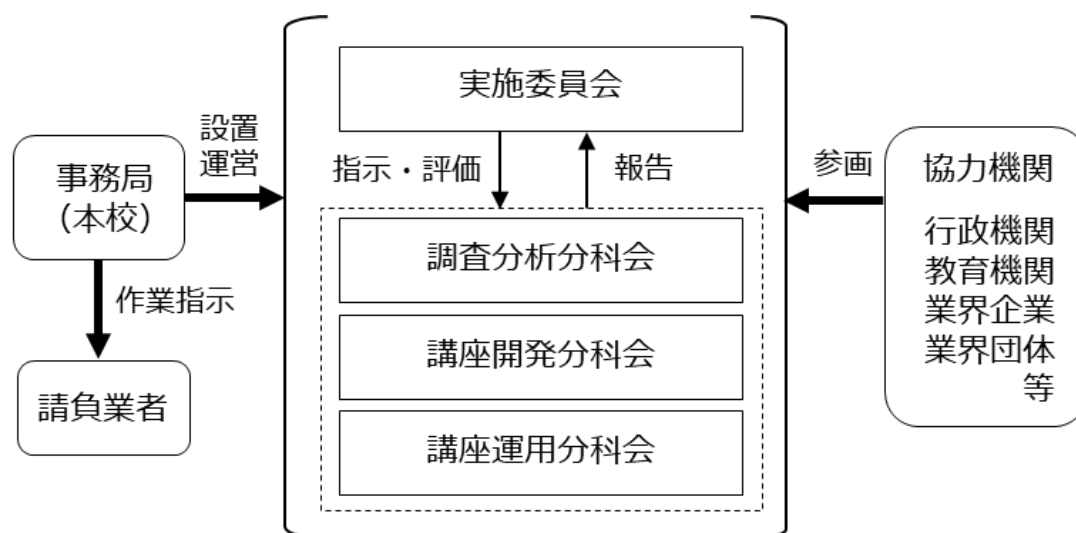 実施委員会
設置
運営
事務局
（本校）
指示・評価
報告
参画
協力機関
行政機関
教育機関
業界企業
業界団体
等
調査分析分科会
作業指示
講座開発分科会
請負業者
講座運用分科会